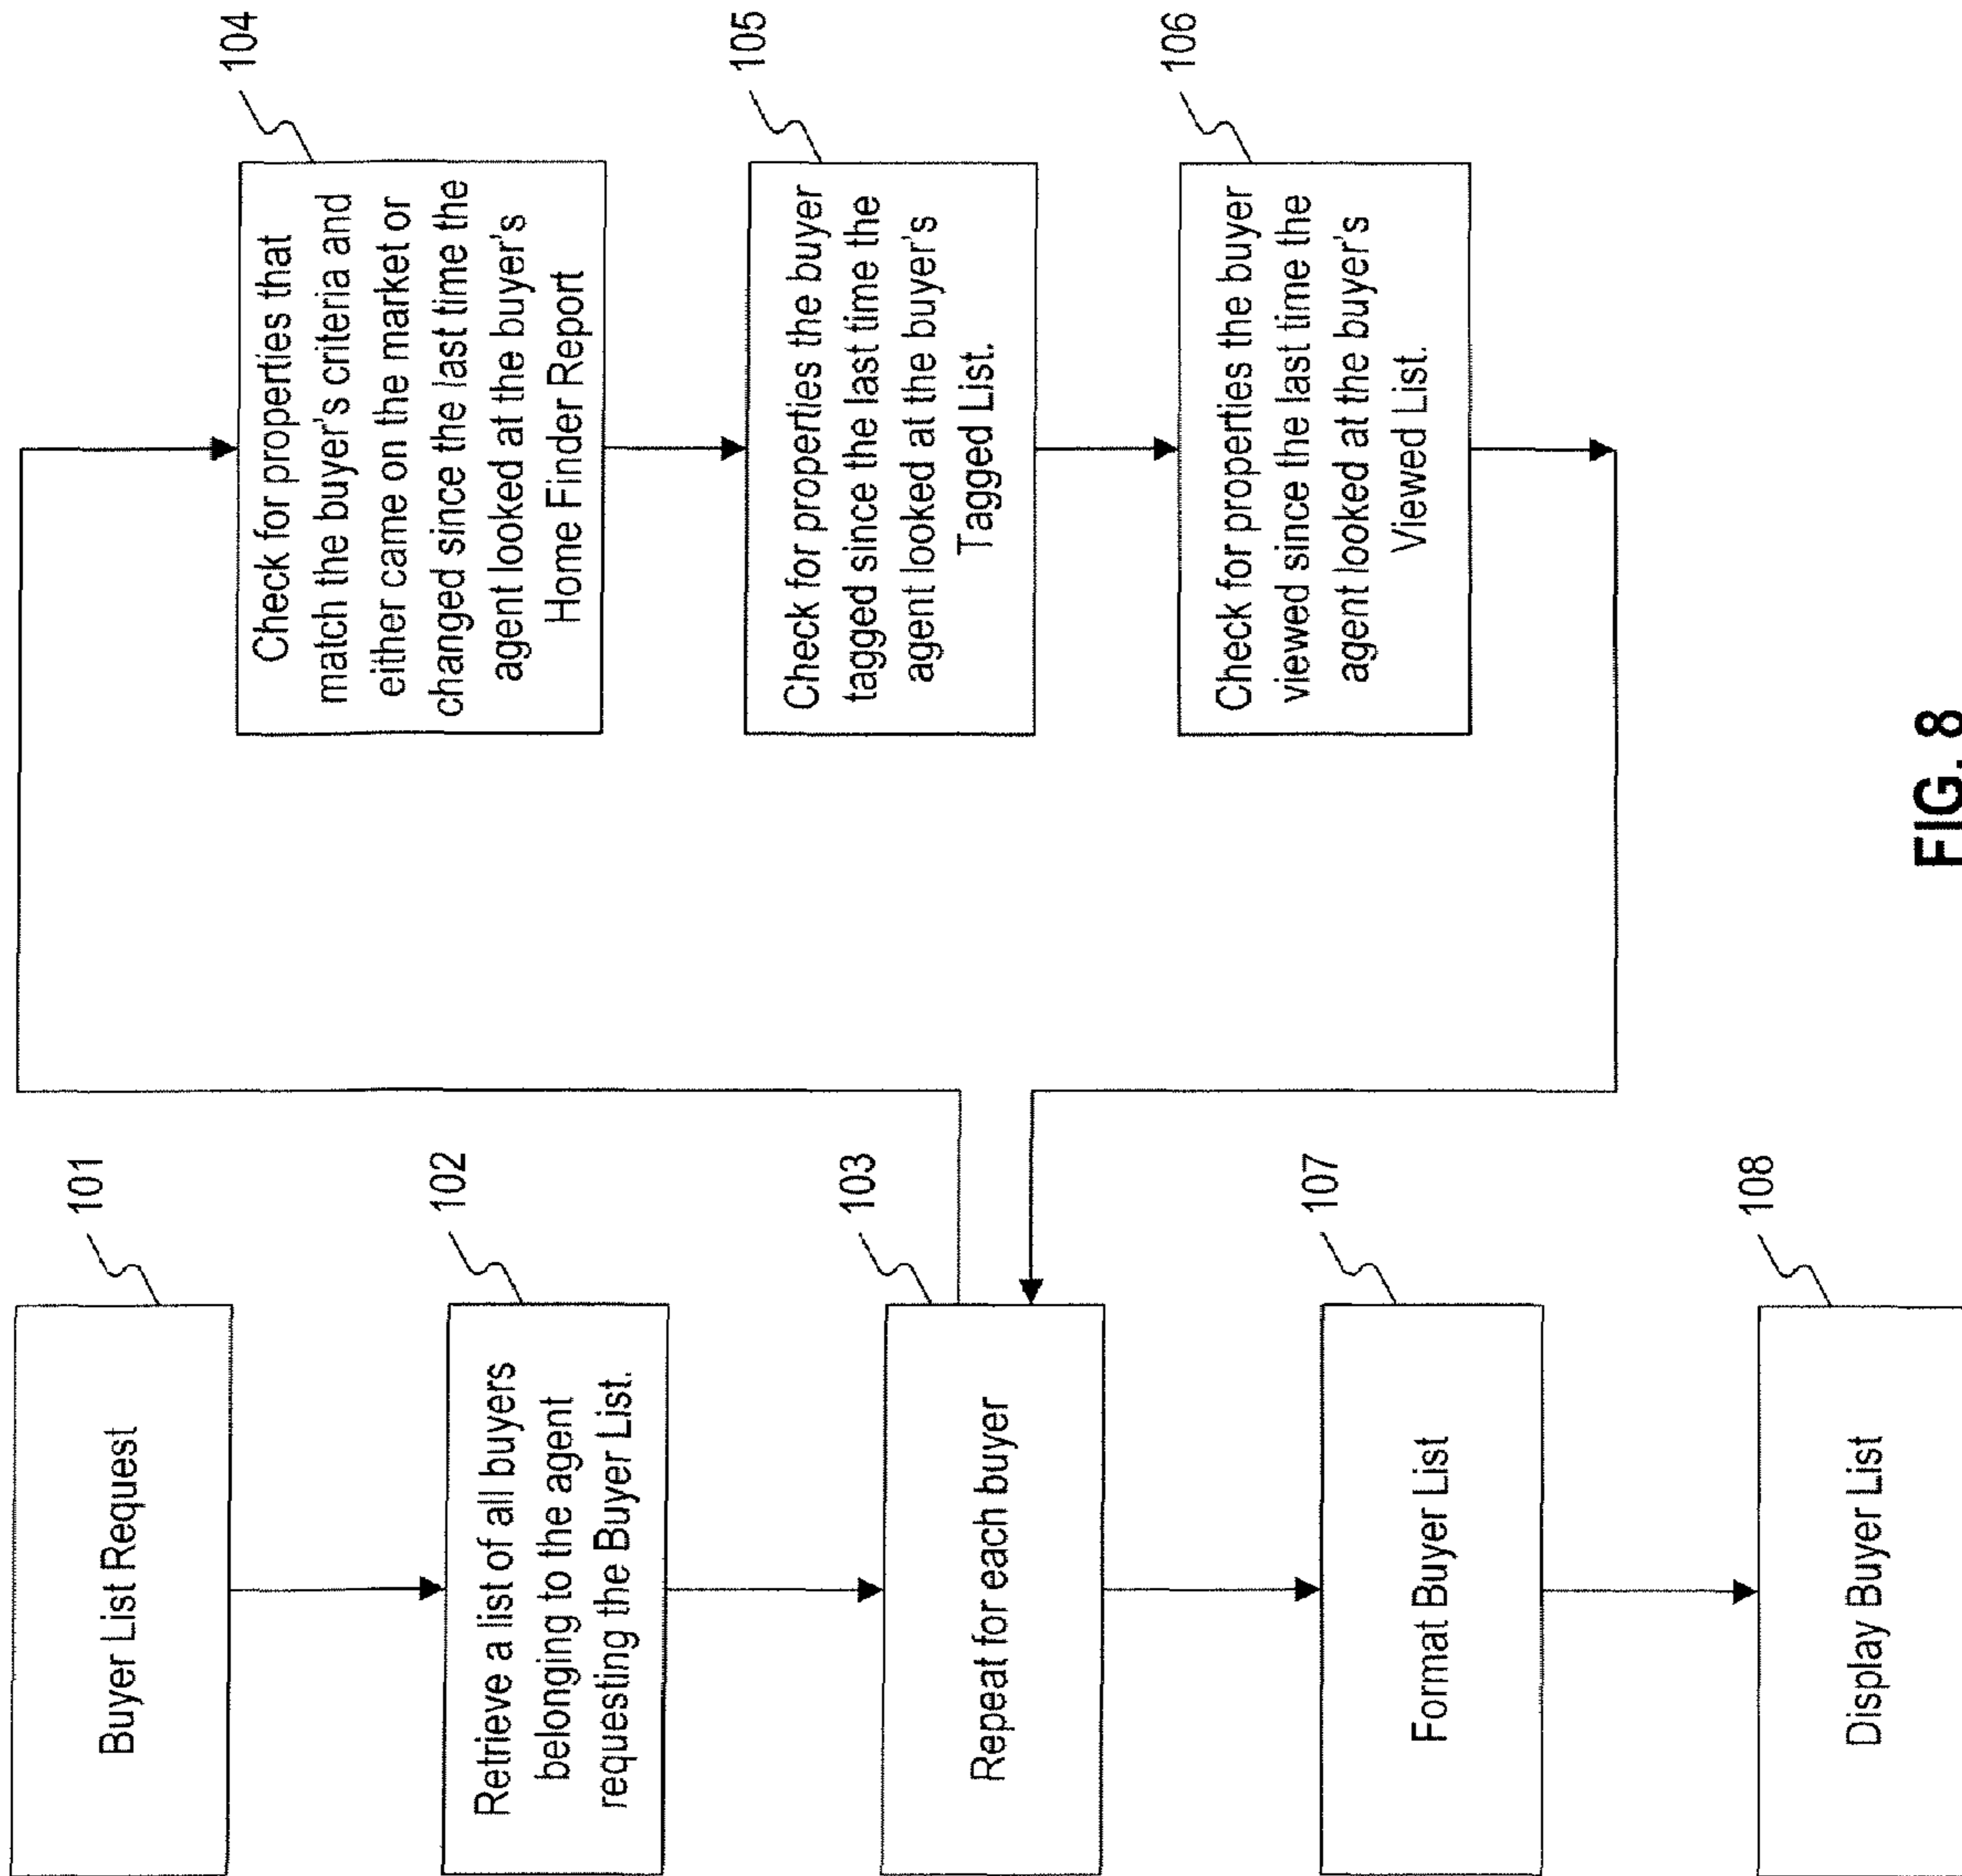 Buyer List Request
101
Retrieve a list of all buyers
belonging to the agent
requesting the Buyer List.
102
Repeat for each buyer
103
Check for properties that
match the buyer's criteria and
either came on the market or
changed since the last time the
agent looked at the buyer's
Home Finder Report
104
Check for properties the buyer
tagged since the last time the
agent looked at the buyer's
Tagged List.
105
Check for properties the buyer
viewed since the last time the
agent looked at the buyer's
Viewed List.
106
Format Buyer List
107
Display Buyer List
108
FIG. 8